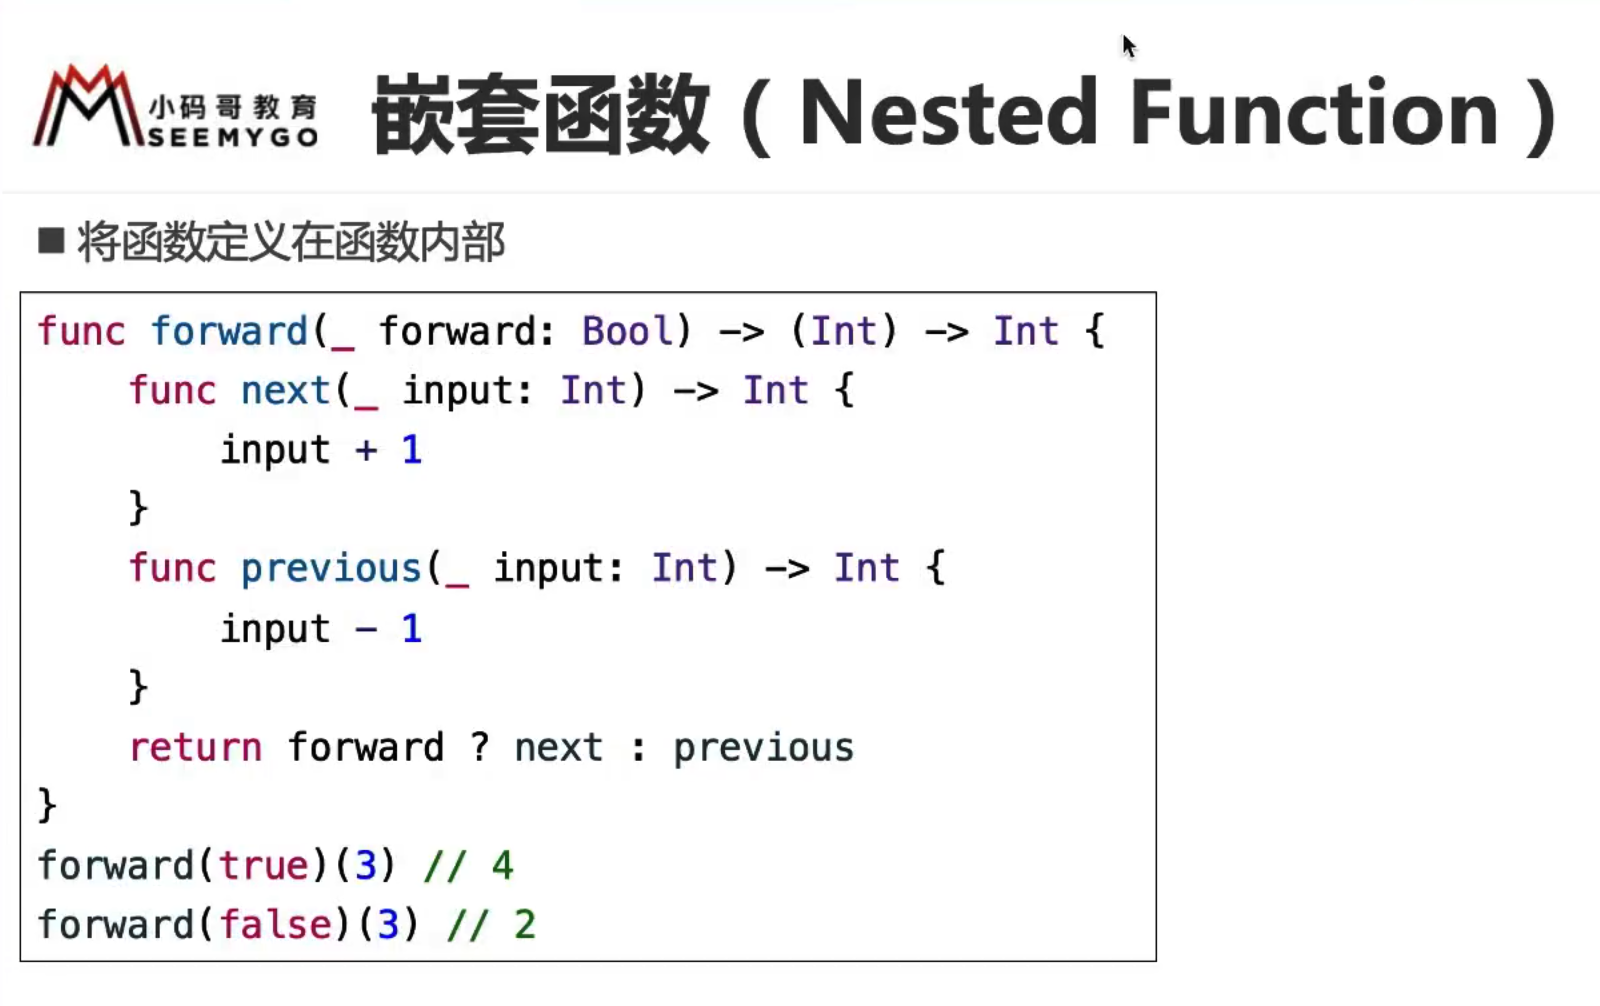 小码哥教育
SEEMYGO
嵌套函数（Nested Function）
■ 将函数定义在函数内部
func forward(_ forward: Bool) -> (Int) -> Int {
    func next(_ input: Int) -> Int {
        input + 1
    }
    func previous(_ input: Int) -> Int {
        input - 1
    }
    return forward ? next : previous
}
forward(true)(3) // 4
forward(false)(3) // 2